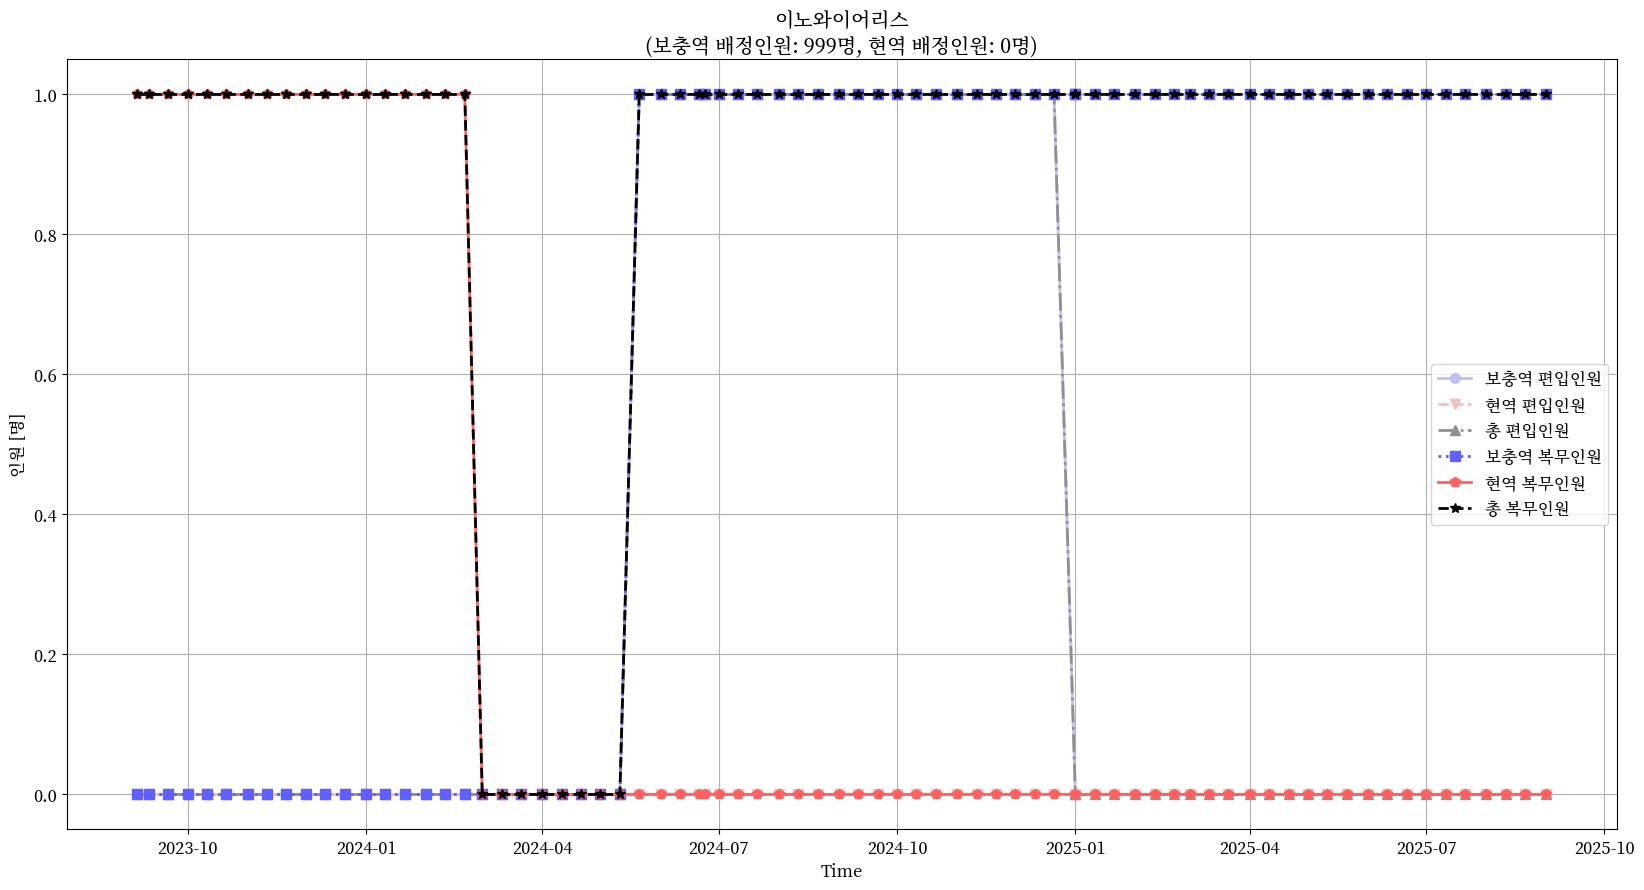 이노와이어리스
(보충역 배정인원: 999명, 현역 배정인원: 0명)
인원 [명]
1.0
0.8
0.6
0.4
0.2
0.0
보충역 편입인원
현역 편입인원
총 편입인원
보충역 복무인원
현역 복무인원
총 복무인원
2023-10 2024-01 2024-04 2024-07 2024-10 2025-01 2025-04 2025-07 2025-10
Time